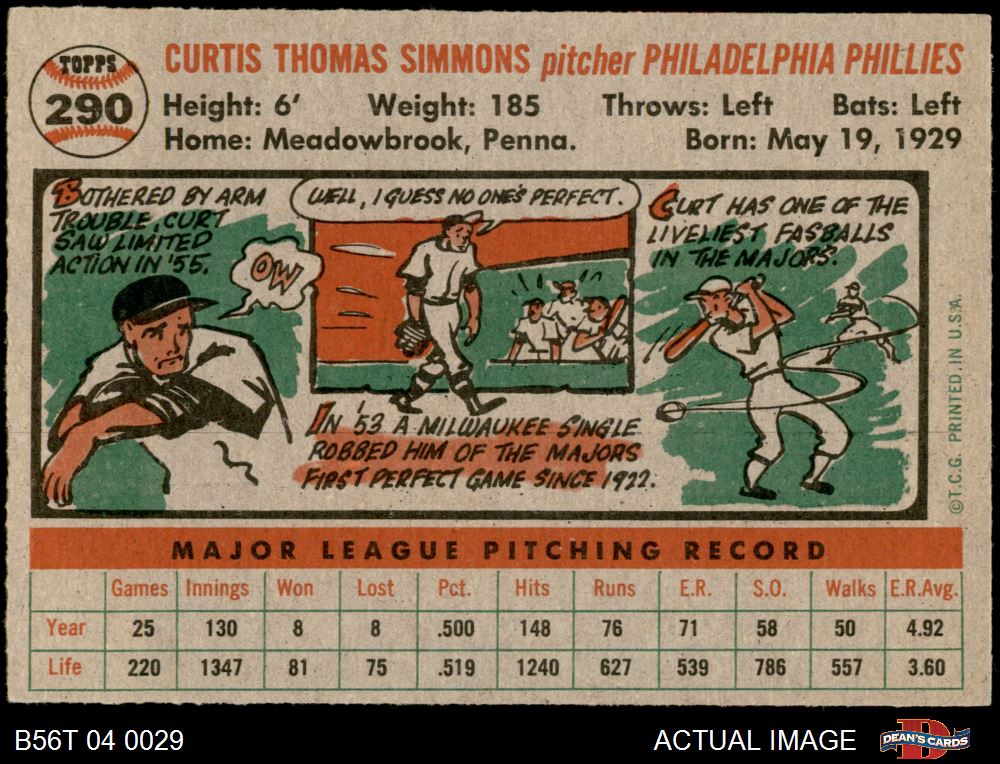 TOPPS
290
CURTIS THOMAS SIMMONS pitcher PHILADELPHIA PHILLIES
Height: 6' Weight: 185 Throws: Left Bats: Left
Home: Meadowbrook, Penna. Born: May 19, 1929
BOTHERED BY ARM
TROUBLE, CURT
SAW LIMITED
ACTION IN '55.
OW
WELL, I GUESS NO ONE'S PERFECT.
IN '53 A MILWAUKEE SINGLE
ROBBED HIM OF THE MAJORS
FIRST PERFECT GAME SINCE 1922.
CURT HAS ONE OF THE
LIVELIEST FASBALLS
IN THE MAJORS.
©T.C.G. PRINTED IN U.S.A.
MAJOR LEAGUE PITCHING RECORD
Games Innings Won Lost Pct. Hits Runs E.R. S.O. Walks E.R.Avg.
Year 25 130 8 8 .500 148 76 71 58 50 4.92
Life 220 1347 81 75 .519 1240 627 539 786 557 3.60
B56T 04 0029 ACTUAL IMAGE DEAN'S CARDS